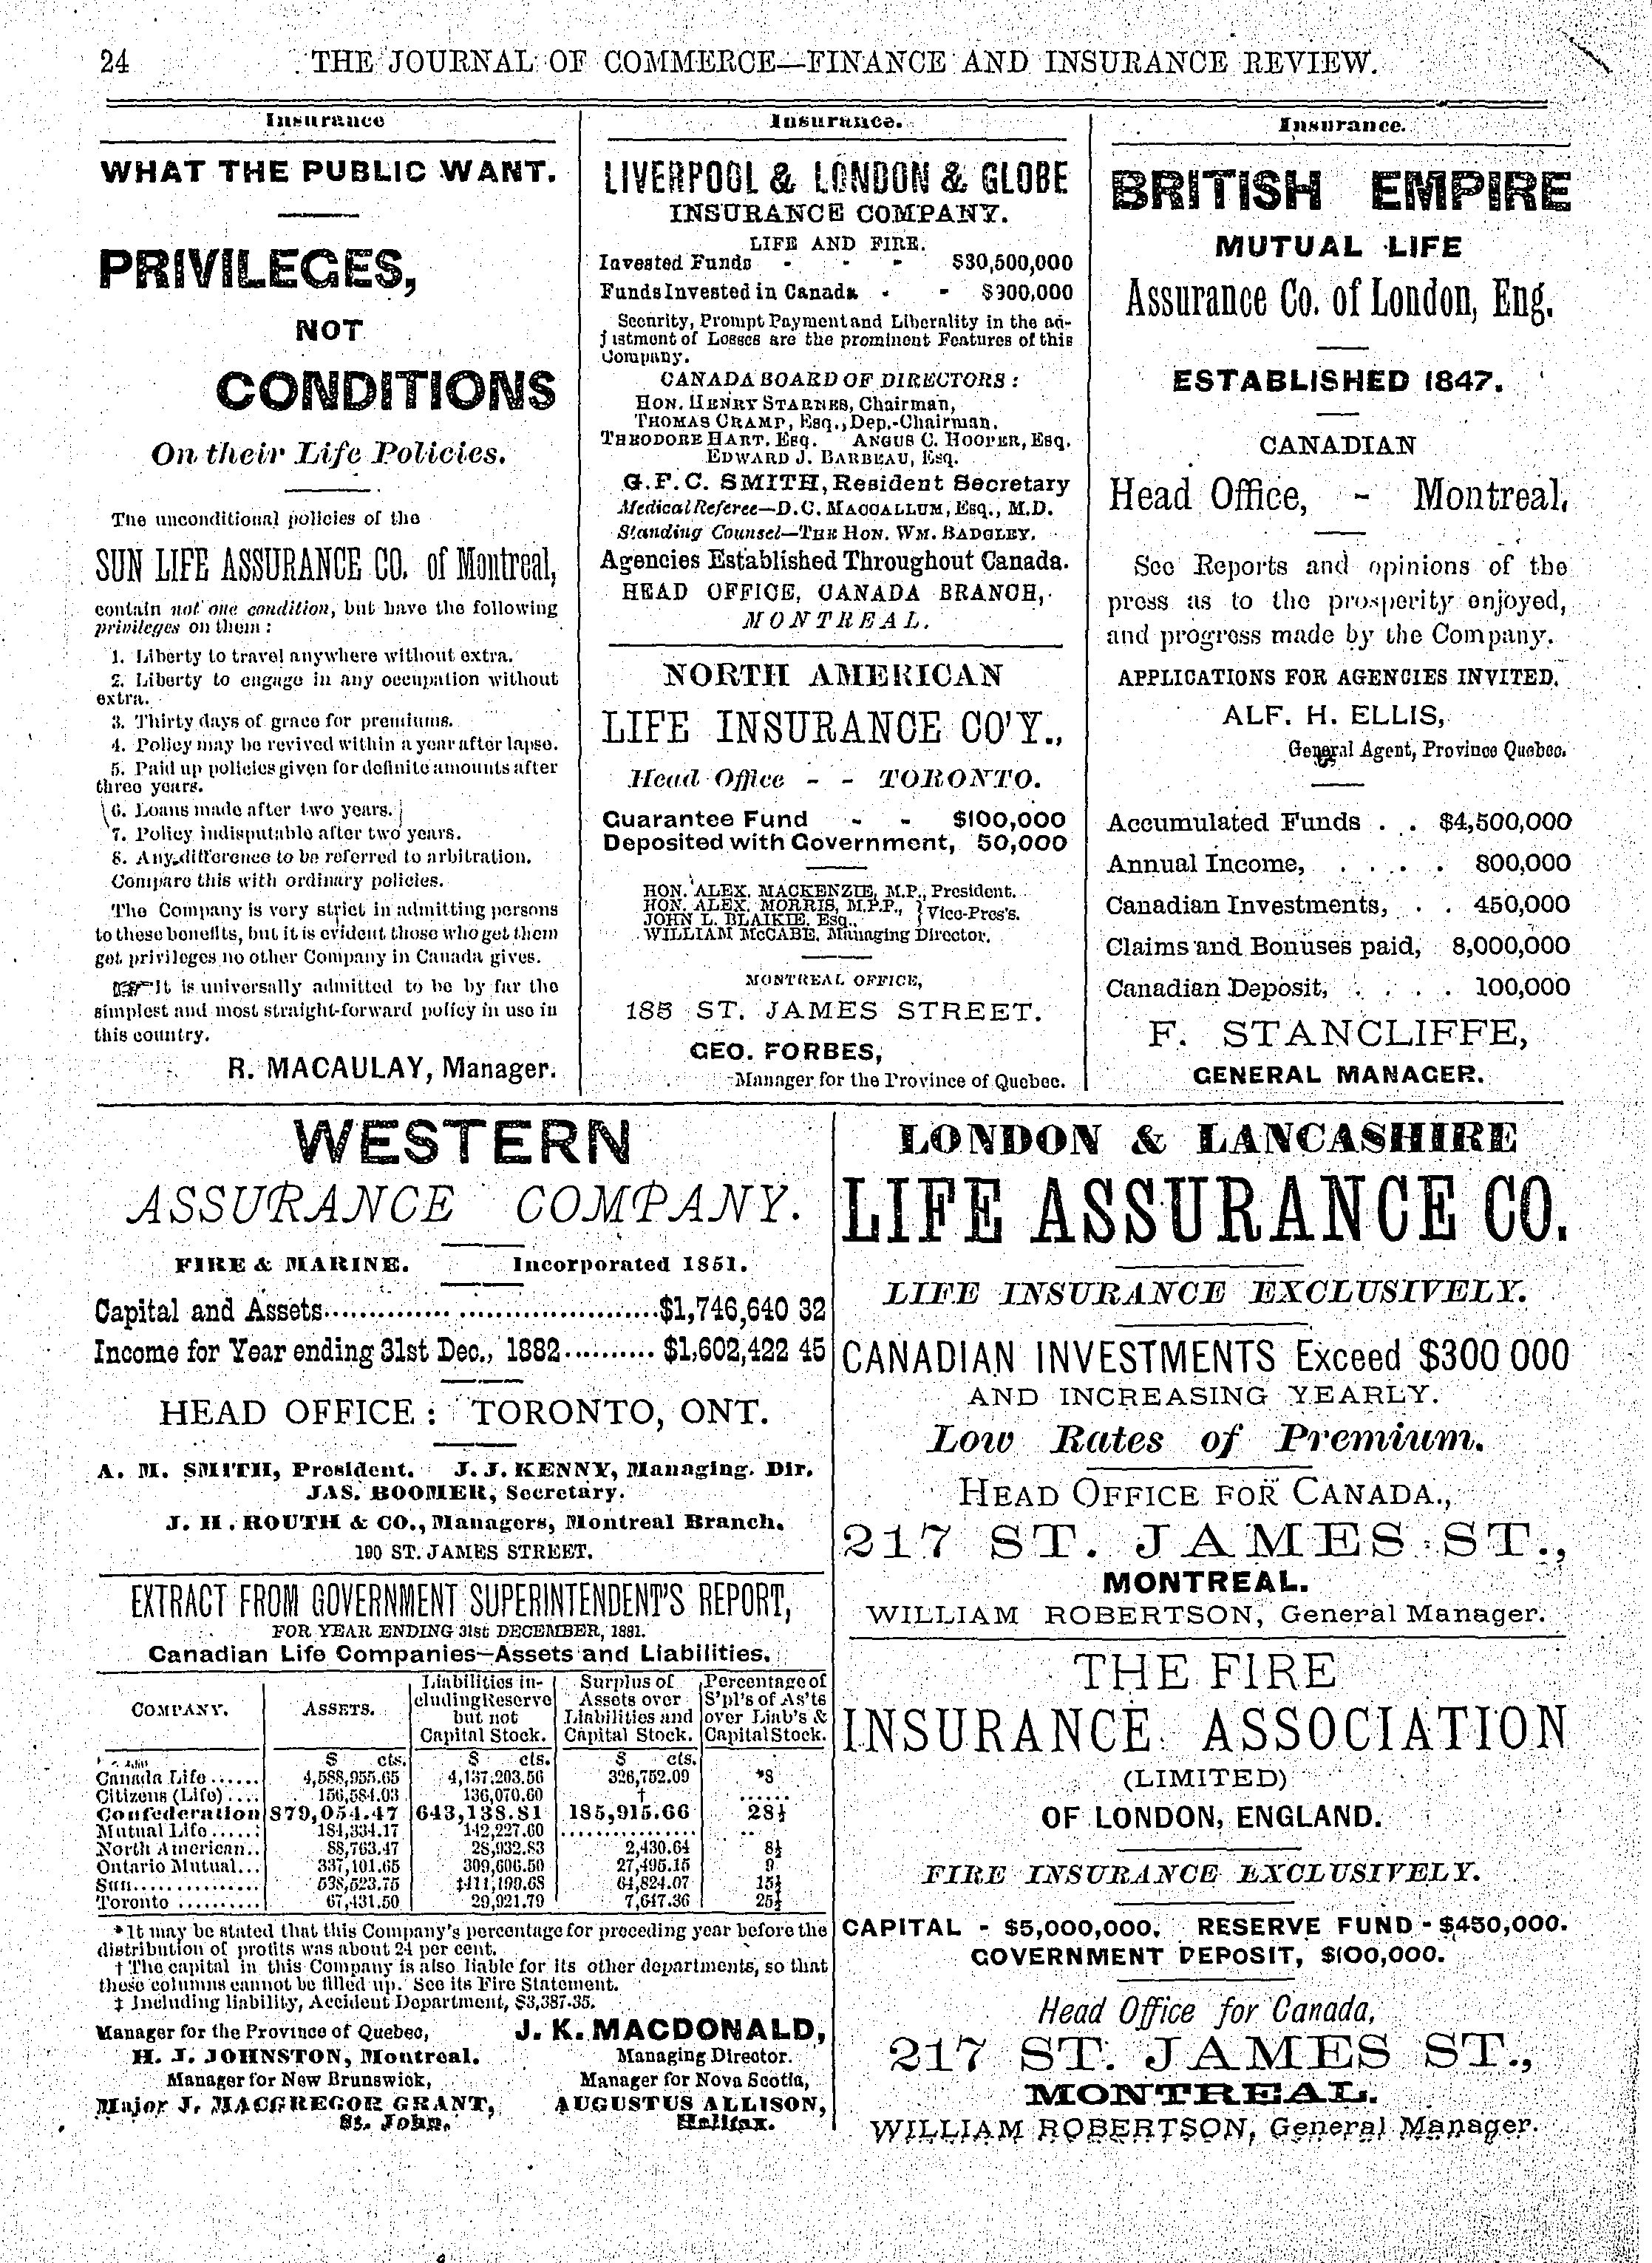 24 THE JOURNAL OF COMMERCE—FINANCE AND INSURANCE REVIEW.
Insurance
WHAT THE PUBLIC WANT.
PRIVILEGES,
NOT
CONDITIONS
On their Life Policies.
The unconditional policies of the
SUN LIFE ASSURANCE CO. of Montreal,
contain not one condition, but have the following
privileges on them:
1. Liberty to travel anywhere without extra.
2. Liberty to engage in any occupation without
extra.
3. Thirty days of grace for premiums.
4. Policy may be revived within a year after lapse.
5. Paid up policies given for definite amounts after
three years.
6. Loans made after two years.
7. Policy indisputable after two years.
8. Any difference to be referred to arbitration.
Compare this with ordinary policies.
The Company is very strict in admitting persons
to these benefits, but it is evident those who get them
get privileges no other Company in Canada gives.
☞It is universally admitted to be by far the
simplest and most straight-forward policy in use in
this country.
R. MACAULAY, Manager.
Insurance.
LIVERPOOL & LONDON & GLOBE
INSURANCE COMPANY.
LIFE AND FIRE.
Invested Funds - - - $30,500,000
Funds Invested in Canada - - $900,000
Security, Prompt Payment and Liberality in the ad-
justment of Losses are the prominent Features of this
Company.
CANADA BOARD OF DIRECTORS:
HON. HENRY STARNES, Chairman,
THOMAS CRAMP, Esq., Dep.-Chairman.
THEODORE HART, Esq. ANGUS C. HOOPER, Esq.
EDWARD J. BARBEAU, Esq.
G. F. C. SMITH, Resident Secretary
Medical Referee—D. C. MACCALLUM, Esq., M.D.
Standing Counsel—THE HON. WM. BADGLEY.
Agencies Established Throughout Canada.
HEAD OFFICE, CANADA BRANCH,
MONTREAL.
NORTH AMERICAN
LIFE INSURANCE CO'Y.,
Head Office - - TORONTO.
Guarantee Fund - - $100,000
Deposited with Government, 50,000
HON. ALEX. MACKENZIE, M.P., President.
HON. ALEX. MORRIS, M.P.P., } Vice-Pres's.
JOHN L. BLAIKIE, Esq.,
WILLIAM McCABE, Managing Director.
MONTREAL OFFICE,
185 ST. JAMES STREET.
GEO. FORBES,
Manager for the Province of Quebec.
Insurance.
BRITISH EMPIRE
MUTUAL LIFE
Assurance Co. of London, Eng.
ESTABLISHED 1847.
CANADIAN
Head Office, - Montreal,
See Reports and opinions of the
press as to the prosperity enjoyed,
and progress made by the Company.
APPLICATIONS FOR AGENCIES INVITED.
ALF. H. ELLIS,
General Agent, Province Quebec.
Accumulated Funds . . $4,500,000
Annual Income, . . . . 800,000
Canadian Investments, . . 450,000
Claims and Bonuses paid, 8,000,000
Canadian Deposit, . . . . 100,000
F. STANCLIFFE,
GENERAL MANAGER.
WESTERN
ASSURANCE COMPANY.
FIRE & MARINE. Incorporated 1851.
Capital and Assets.................................$1,746,640 32
Income for Year ending 31st Dec., 1882.......... $1,602,422 45
HEAD OFFICE: TORONTO, ONT.
A. M. SMITH, President. J. J. KENNY, Managing. Dir.
JAS. BOOMER, Secretary.
J. H. ROUTH & CO., Managers, Montreal Branch.
190 ST. JAMES STREET.
EXTRACT FROM GOVERNMENT SUPERINTENDENT'S REPORT,
FOR YEAR ENDING 31st DECEMBER, 1881.
Canadian Life Companies—Assets and Liabilities.
COMPANY. ASSETS. Liabilities including Reserve but not Capital Stock. Surplus of Assets over Liabilities and Capital Stock. Percentage of S'pl's of As'ts over Liab's & Capital Stock.
$ cts. $ cts. $ cts.
Canada Life...... 4,588,955.65 4,137,203.56 326,752.09 *8
Citizens (Life).... 156,584.03 136,070.60 † ......
Confederation 879,054.47 643,138.81 185,915.66 28½
Mutual Life..... 184,334.17 142,227.60 ................ ..
North American.. 88,763.47 28,932.83 2,430.64 8½
Ontario Mutual... 337,101.65 309,606.50 27,495.15 9
Sun............... 538,523.75 ‡411,199.68 64,824.07 15½
Toronto .......... 67,431.50 29,921.79 7,647.36 25½
*It may be stated that this Company's percentage for preceding year before the
distribution of profits was about 24 per cent.
† The capital in this Company is also liable for its other departments, so that
these columns cannot be filled up. See its Fire Statement.
‡ Including liability, Accident Department, $3,387.35.
Manager for the Province of Quebec,
H. J. JOHNSTON, Montreal.
Manager for New Brunswick,
Major J. MACGREGOR GRANT,
St. John.
J. K. MACDONALD,
Managing Director.
Manager for Nova Scotia,
AUGUSTUS ALLISON,
Halifax.
LONDON & LANCASHIRE
LIFE ASSURANCE CO.
LIFE INSURANCE EXCLUSIVELY.
CANADIAN INVESTMENTS Exceed $300 000
AND INCREASING YEARLY.
Low Rates of Premium.
HEAD OFFICE FOR CANADA.,
217 ST. JAMES ST.,
MONTREAL.
WILLIAM ROBERTSON, General Manager.
THE FIRE
INSURANCE ASSOCIATION
(LIMITED)
OF LONDON, ENGLAND.
FIRE INSURANCE EXCLUSIVELY.
CAPITAL - $5,000,000. RESERVE FUND - $450,000.
GOVERNMENT DEPOSIT, $100,000.
Head Office for Canada,
217 ST. JAMES ST.,
MONTREAL.
WILLIAM ROBERTSON, General Manager.